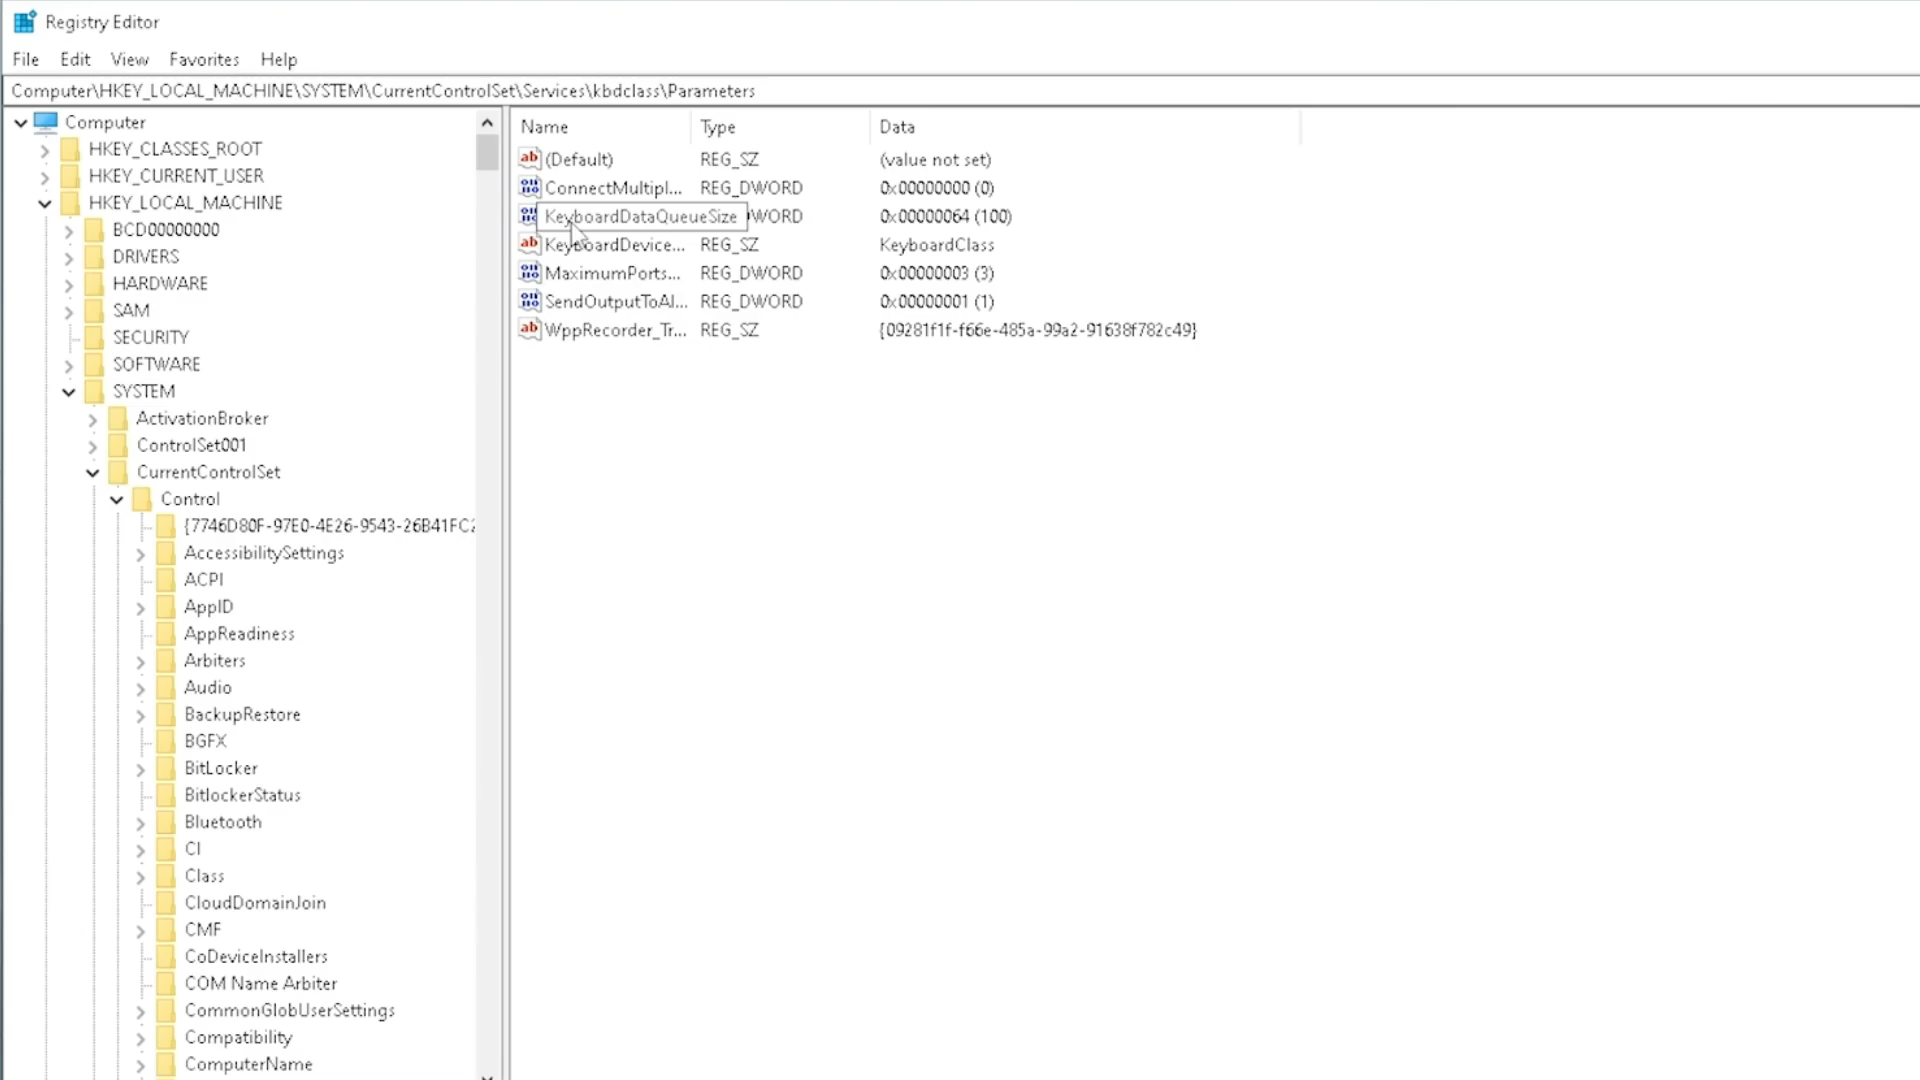 Registry Editor
File Edit View Favorites Help
Computer\HKEY_LOCAL_MACHINE\SYSTEM\CurrentControlSet\Services\kbdclass\Parameters
Computer
HKEY_CLASSES_ROOT
HKEY_CURRENT_USER
HKEY_LOCAL_MACHINE
BCD00000000
DRIVERS
HARDWARE
SAM
SECURITY
SOFTWARE
SYSTEM
ActivationBroker
ControlSet001
CurrentControlSet
Control
{7746D80F-97E0-4E26-9543-26B41FC2
AccessibilitySettings
ACPI
AppID
AppReadiness
Arbiters
Audio
BackupRestore
BGFX
BitLocker
BitlockerStatus
Bluetooth
CI
Class
CloudDomainJoin
CMF
CoDeviceInstallers
COM Name Arbiter
CommonGlobUserSettings
Compatibility
ComputerName
Name Type Data
(Default) REG_SZ (value not set)
ConnectMultipl... REG_DWORD 0x00000000 (0)
KeyboardDataQueueSize WORD 0x00000064 (100)
KeyboardDevice... REG_SZ KeyboardClass
MaximumPorts... REG_DWORD 0x00000003 (3)
SendOutputToAl... REG_DWORD 0x00000001 (1)
WppRecorder_Tr... REG_SZ {09281f1f-f66e-485a-99a2-91638f782c49}